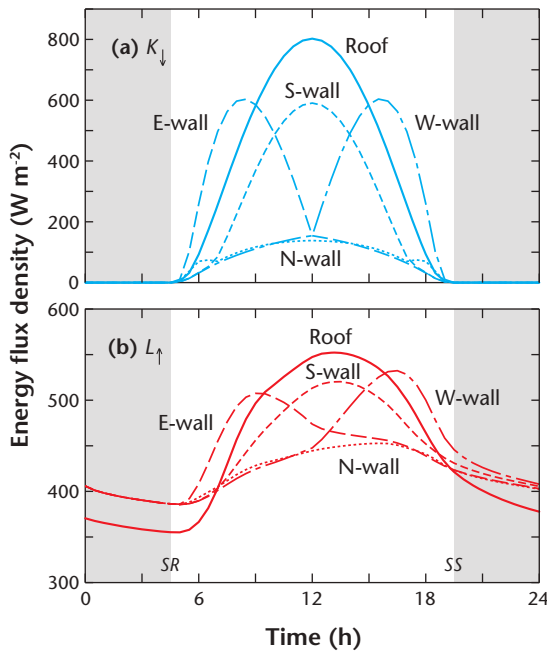 Energy flux density (W m⁻²)
(a) K↓
800
600
400
200
0
Roof
S-wall
E-wall
W-wall
N-wall
(b) L↑
600
500
400
300
Roof
S-wall
E-wall
W-wall
N-wall
SR
SS
0 6 12 18 24
Time (h)